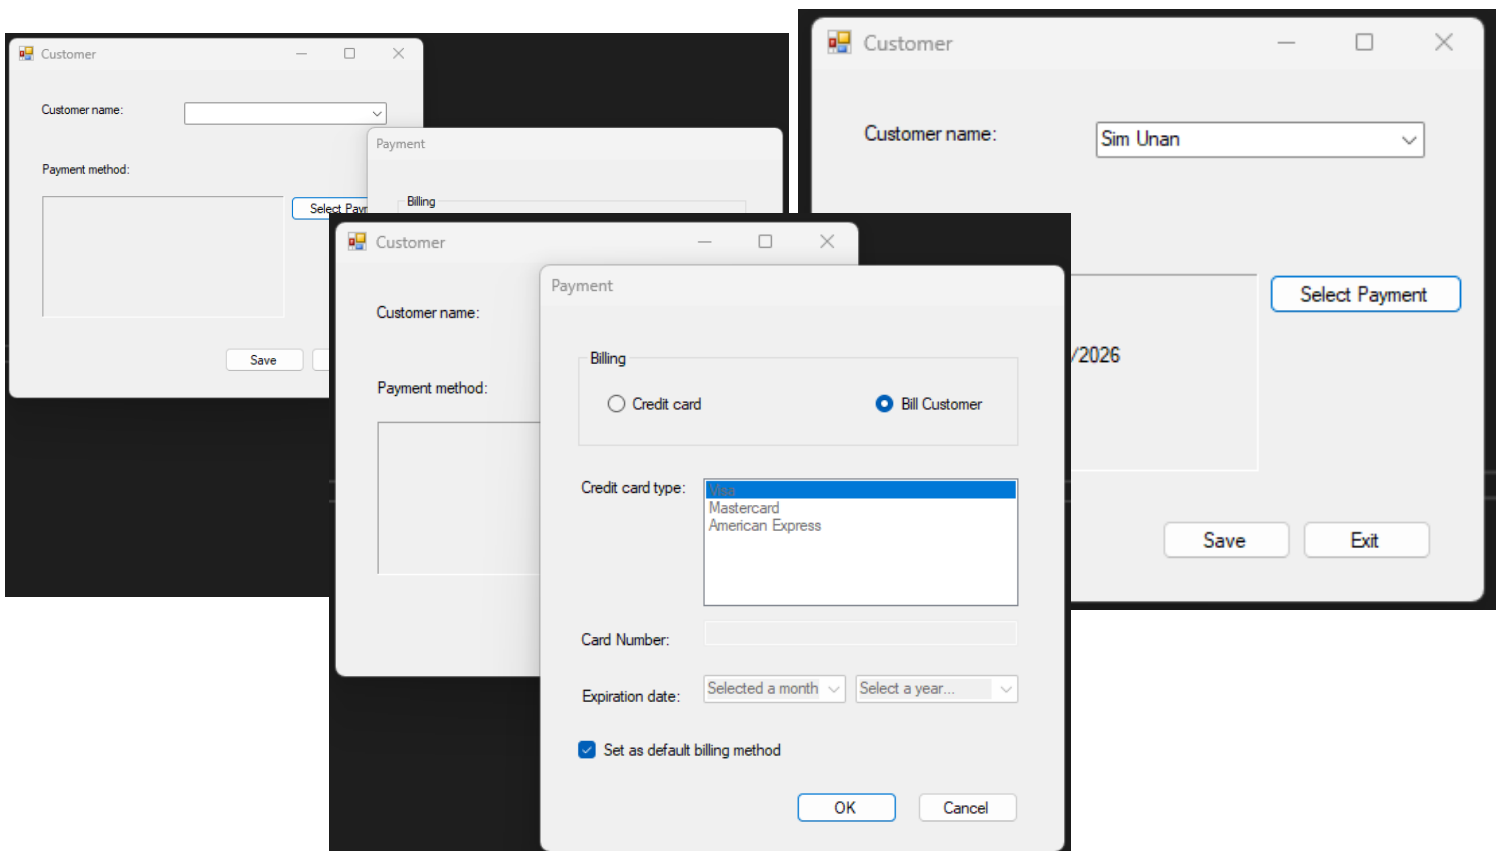 Customer
Customer name:
Payment method:
Select
Save
Payment
Billing
Customer
Customer name:
Sim Unan
/2026
Select Payment
Save
Exit
Customer
Customer name:
Payment method:
Payment
Billing
Credit card
Bill Customer
Credit card type:
Visa
Mastercard
American Express
Card Number:
Expiration date:
Selected a month
Select a year...
Set as default billing method
OK
Cancel